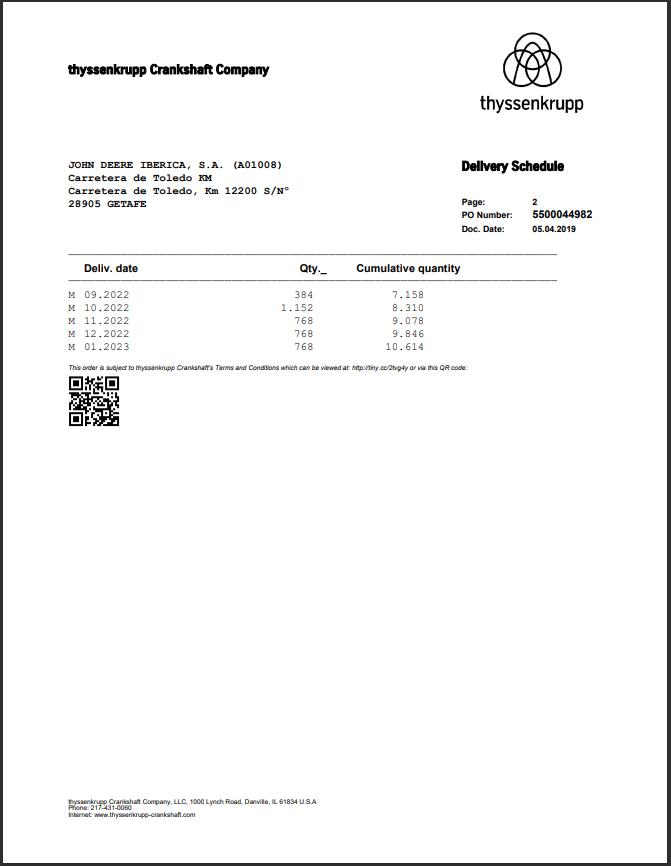 thyssenkrupp Crankshaft Company
thyssenkrupp
JOHN DEERE IBERICA, S.A. (A01008)
Carretera de Toledo KM
Carretera de Toledo, Km 12200 S/Nº
28905 GETAFE
Delivery Schedule
Page: 2
PO Number: 5500044982
Doc. Date: 05.04.2019
Deliv. date Qty._ Cumulative quantity
M 09.2022 384 7.158
M 10.2022 1.152 8.310
M 11.2022 768 9.078
M 12.2022 768 9.846
M 01.2023 768 10.614
This order is subject to thyssenkrupp Crankshaft's Terms and Conditions which can be viewed at: http://tiny.cc/2tvg4y or via this QR code:
thyssenkrupp Crankshaft Company, LLC, 1000 Lynch Road, Danville, IL 61834 U.S.A
Phone: 217-431-0060
Internet: www.thyssenkrupp-crankshaft.com